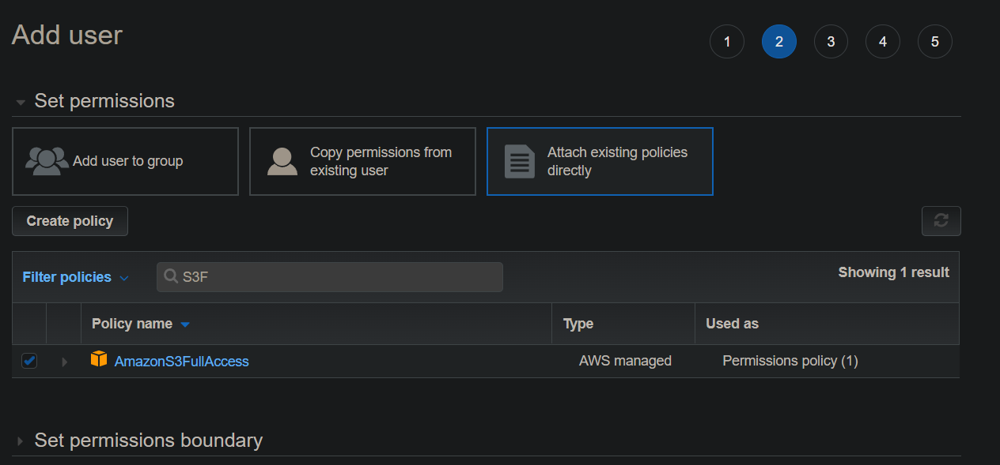 Add user
1 2 3 4 5
Set permissions
Add user to group
Copy permissions from
existing user
Attach existing policies
directly
Create policy
Filter policies
S3F
Showing 1 result
Policy name
Type
Used as
AmazonS3FullAccess
AWS managed
Permissions policy (1)
Set permissions boundary